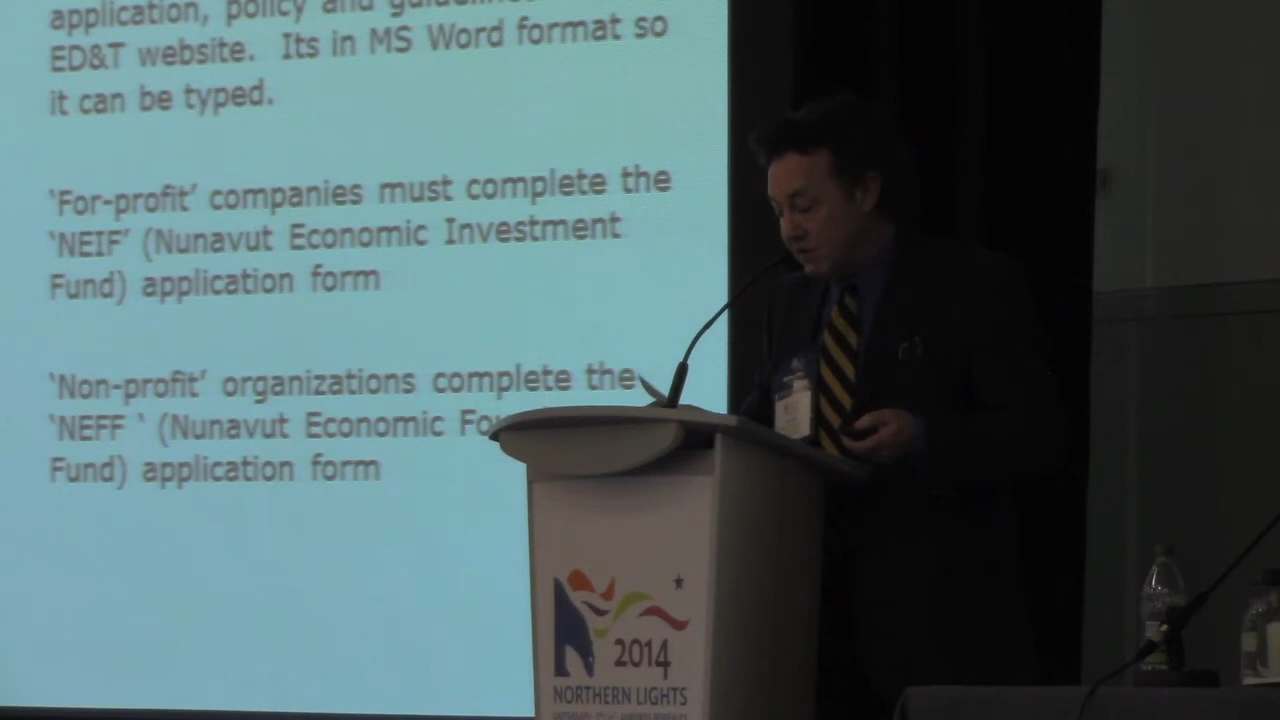 application, policy and
ED&T website. Its in MS Word format so
it can be typed.
‘For-profit’ companies must complete the
‘NEIF’ (Nunavut Economic Investment
Fund) application form
‘Non-profit’ organizations complete the
‘NEFF ‘ (Nunavut Economic
Fund) application form
2014
NORTHERN LIGHTS